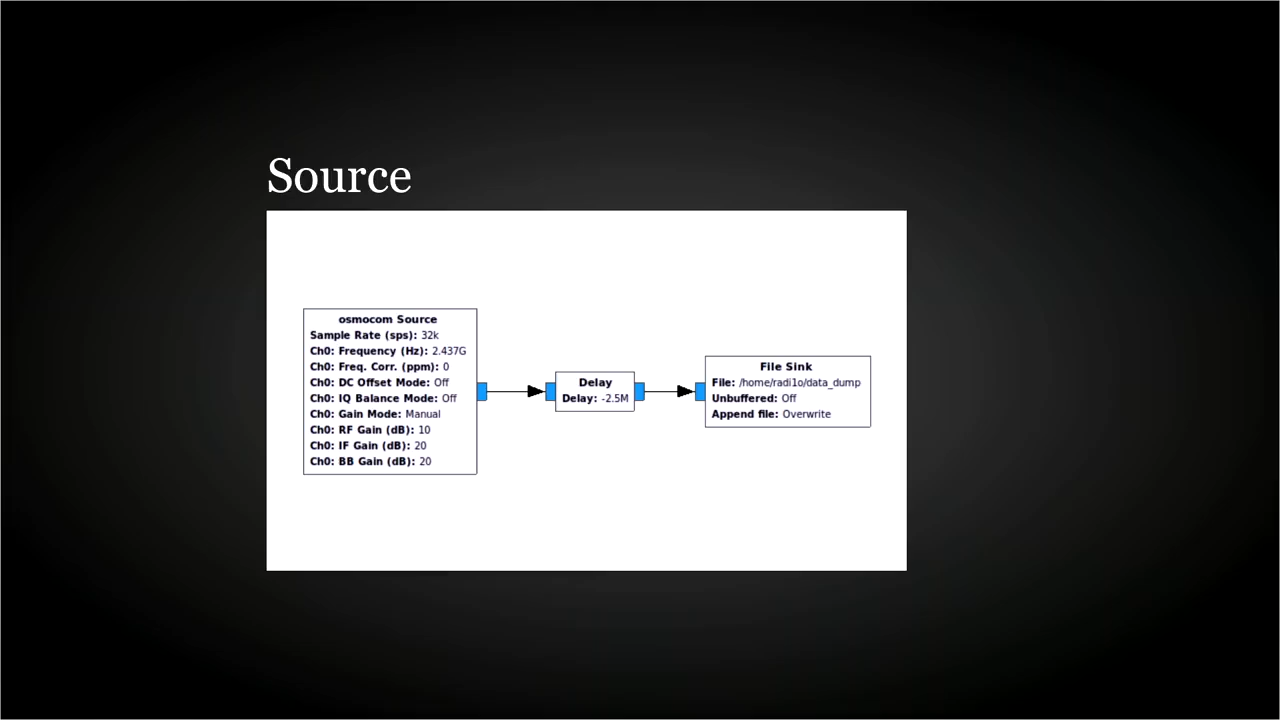 Source
osmocom Source
Sample Rate (sps): 32k
Ch0: Frequency (Hz): 2.437G
Ch0: Freq. Corr. (ppm): 0
Ch0: DC Offset Mode: Off
Ch0: IQ Balance Mode: Off
Ch0: Gain Mode: Manual
Ch0: RF Gain (dB): 10
Ch0: IF Gain (dB): 20
Ch0: BB Gain (dB): 20
Delay
Delay: -2.5M
File Sink
File: /home/radi1o/data_dump
Unbuffered: Off
Append file: Overwrite